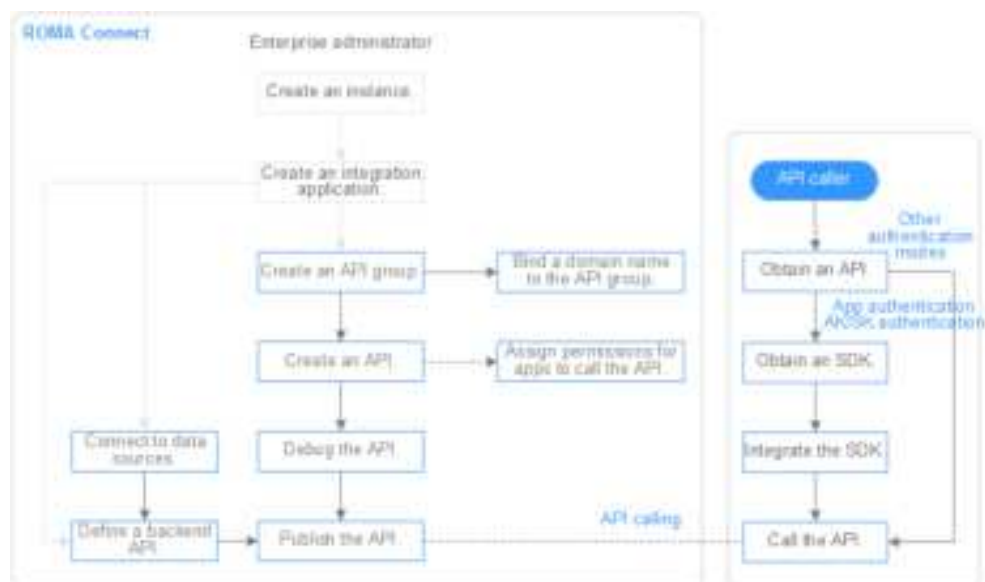 ROMA Connect
Enterprise administrator
Create an instance.
Create an integration
application.
API caller
Other
authentication
modes
Create an API group.
Bind a domain name
to the API group.
Obtain an API.
App authentication
AK/SK authentication
Create an API.
Assign permissions for
apps to call the API.
Obtain an SDK.
Connect to data
sources.
Debug the API.
Integrate the SDK.
Define a backend
API.
Publish the API.
API calling
Call the API.